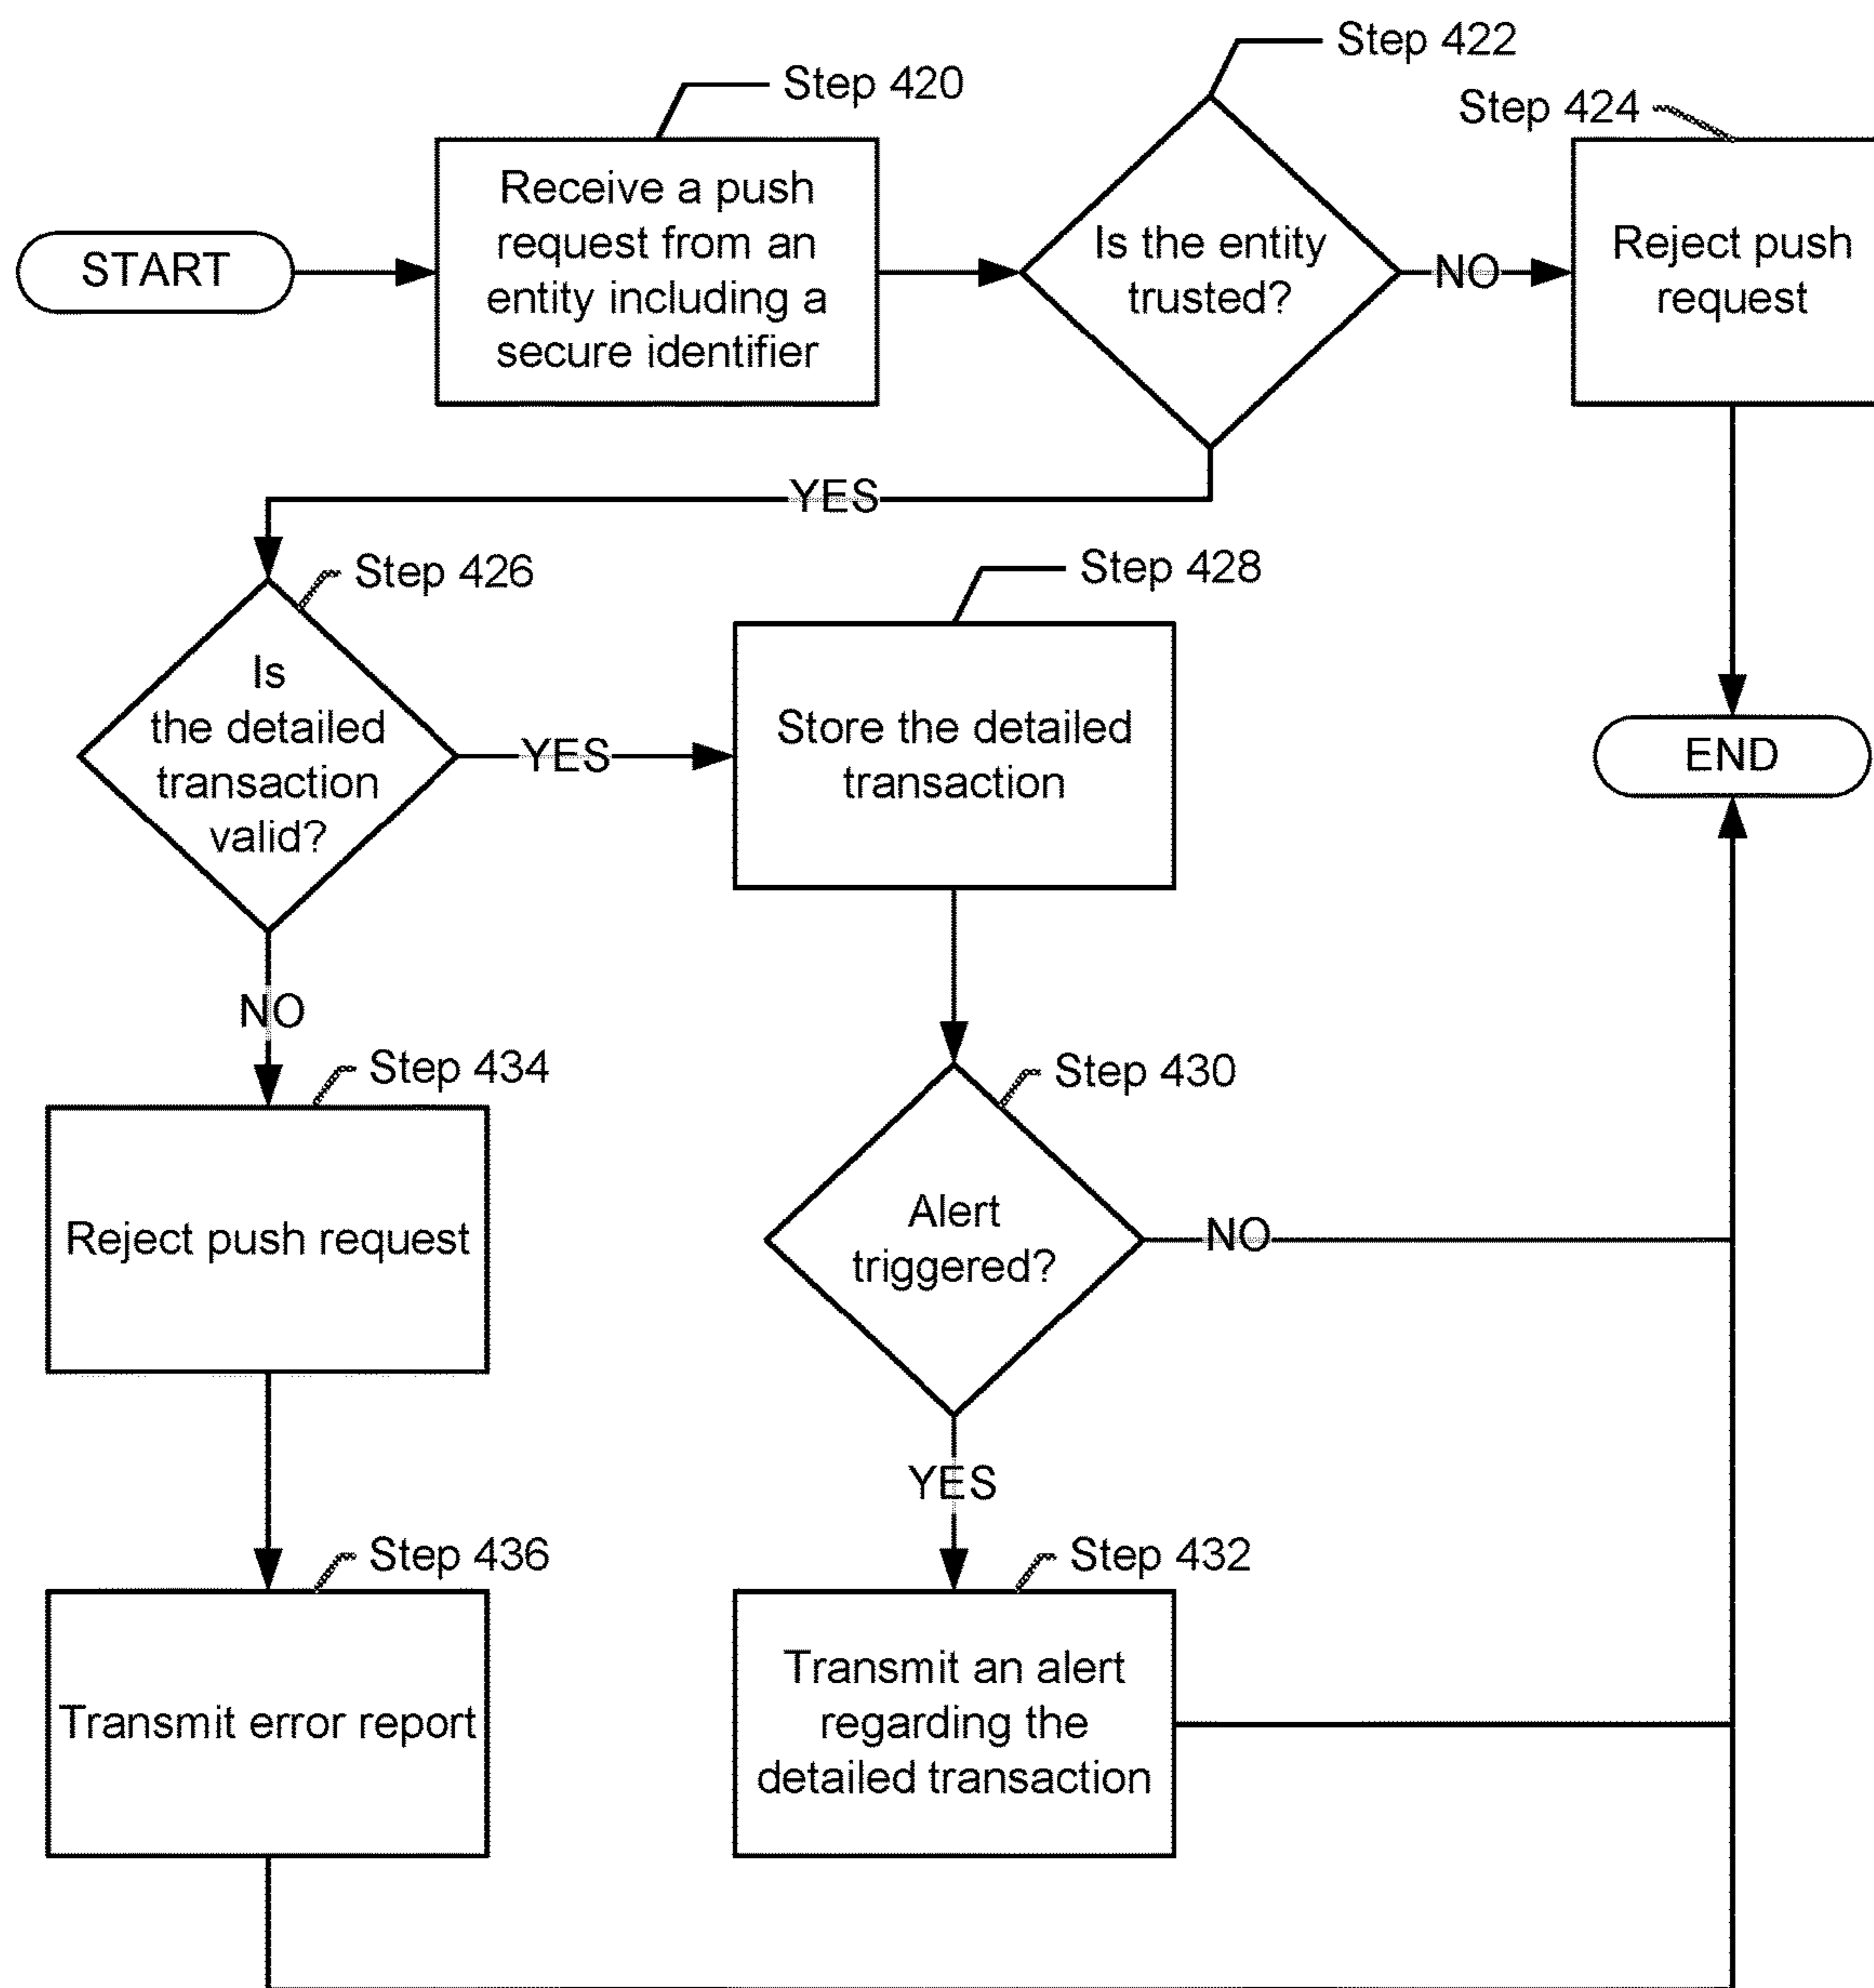 Step 422
Step 420
Step 424
START
Receive a push
request from an
entity including a
secure identifier
Is the entity
trusted?
NO
Reject push
request
YES
Step 426
Step 428
Is
the detailed
transaction
valid?
YES
Store the detailed
transaction
END
NO
Step 434
Step 430
Reject push request
Alert
triggered?
NO
YES
Step 436
Step 432
Transmit error report
Transmit an alert
regarding the
detailed transaction